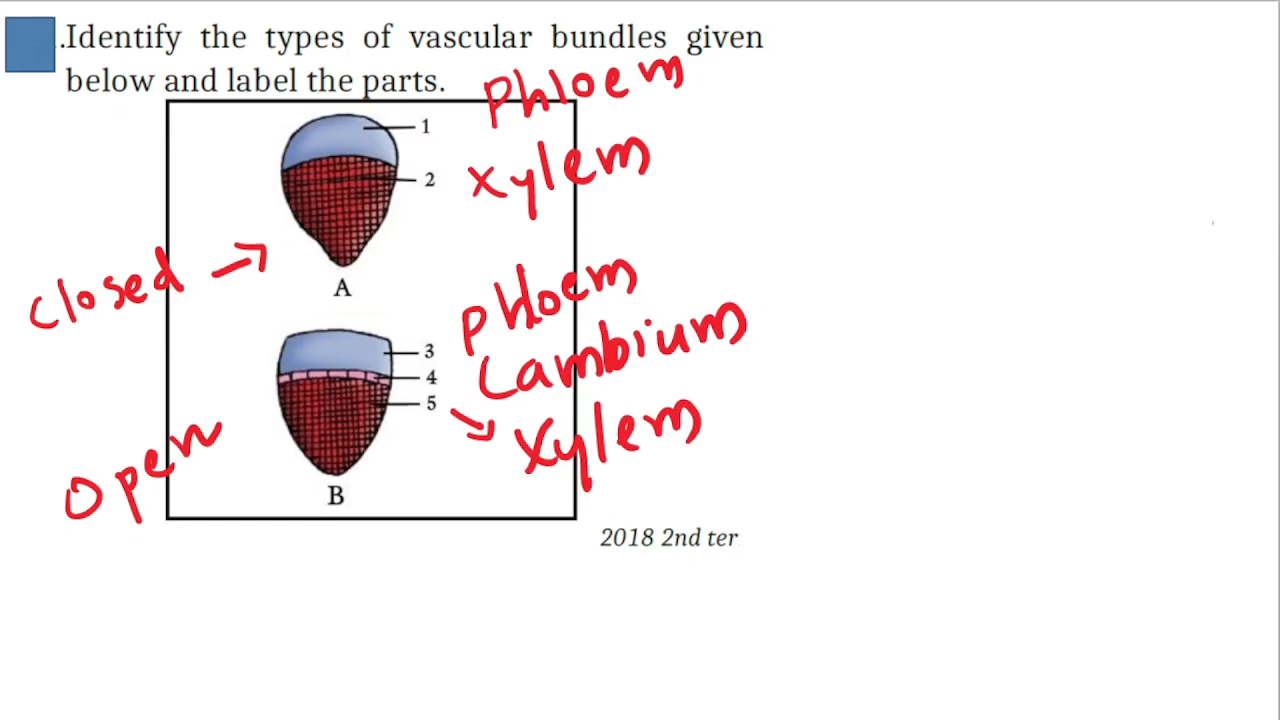 .Identify the types of vascular bundles given
below and label the parts.
Phloem
1
Xylem
2
Closed
A
Phloem
3
Cambium
4
5
Xylem
Open
B
2018 2nd ter